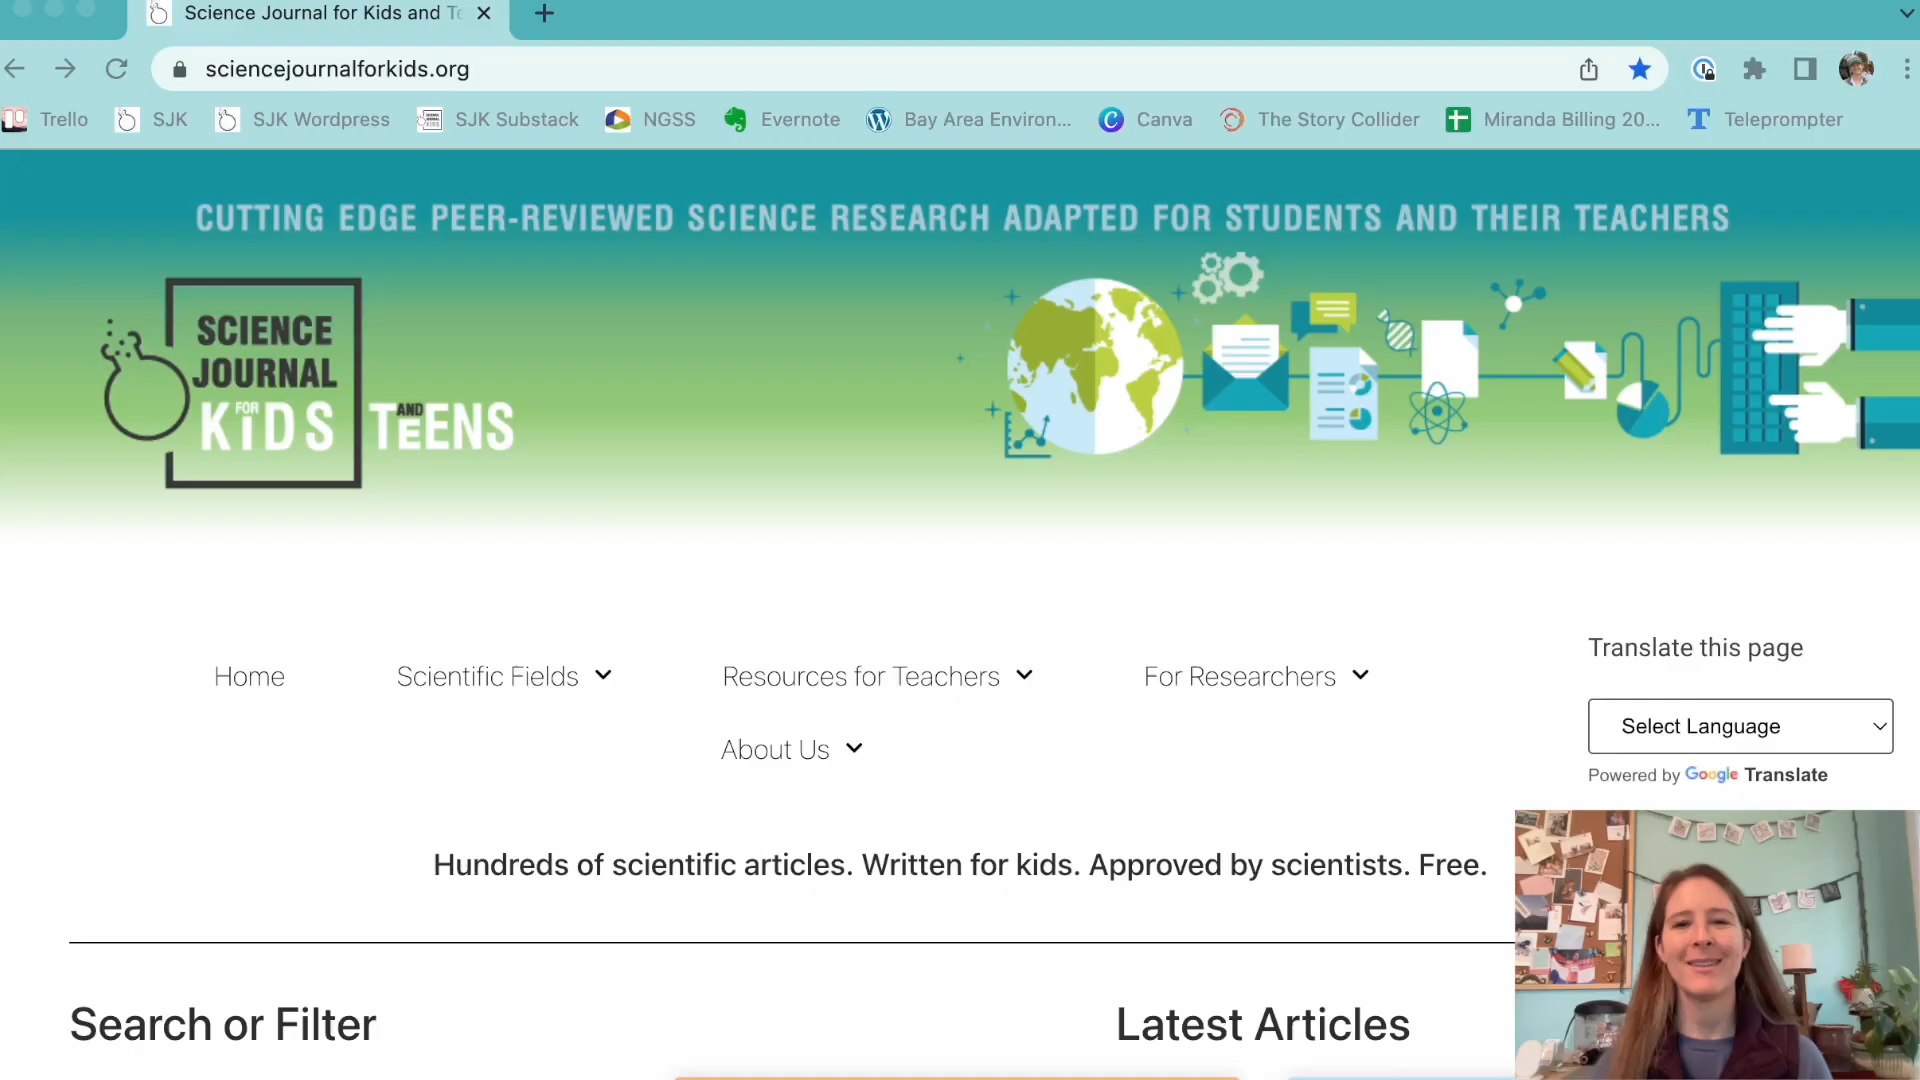 Science Journal for Kids and Te
sciencejournalforkids.org
Trello SJK SJK Wordpress SJK Substack NGSS Evernote Bay Area Environ... Canva The Story Collider Miranda Billing 20... Teleprompter
CUTTING EDGE PEER-REVIEWED SCIENCE RESEARCH ADAPTED FOR STUDENTS AND THEIR TEACHERS
SCIENCE
JOURNAL
FOR KiDS AND TEENS
Translate this page
Home Scientific Fields Resources for Teachers For Researchers
Select Language
About Us
Powered by Google Translate
Hundreds of scientific articles. Written for kids. Approved by scientists. Free.
Search or Filter
Latest Articles